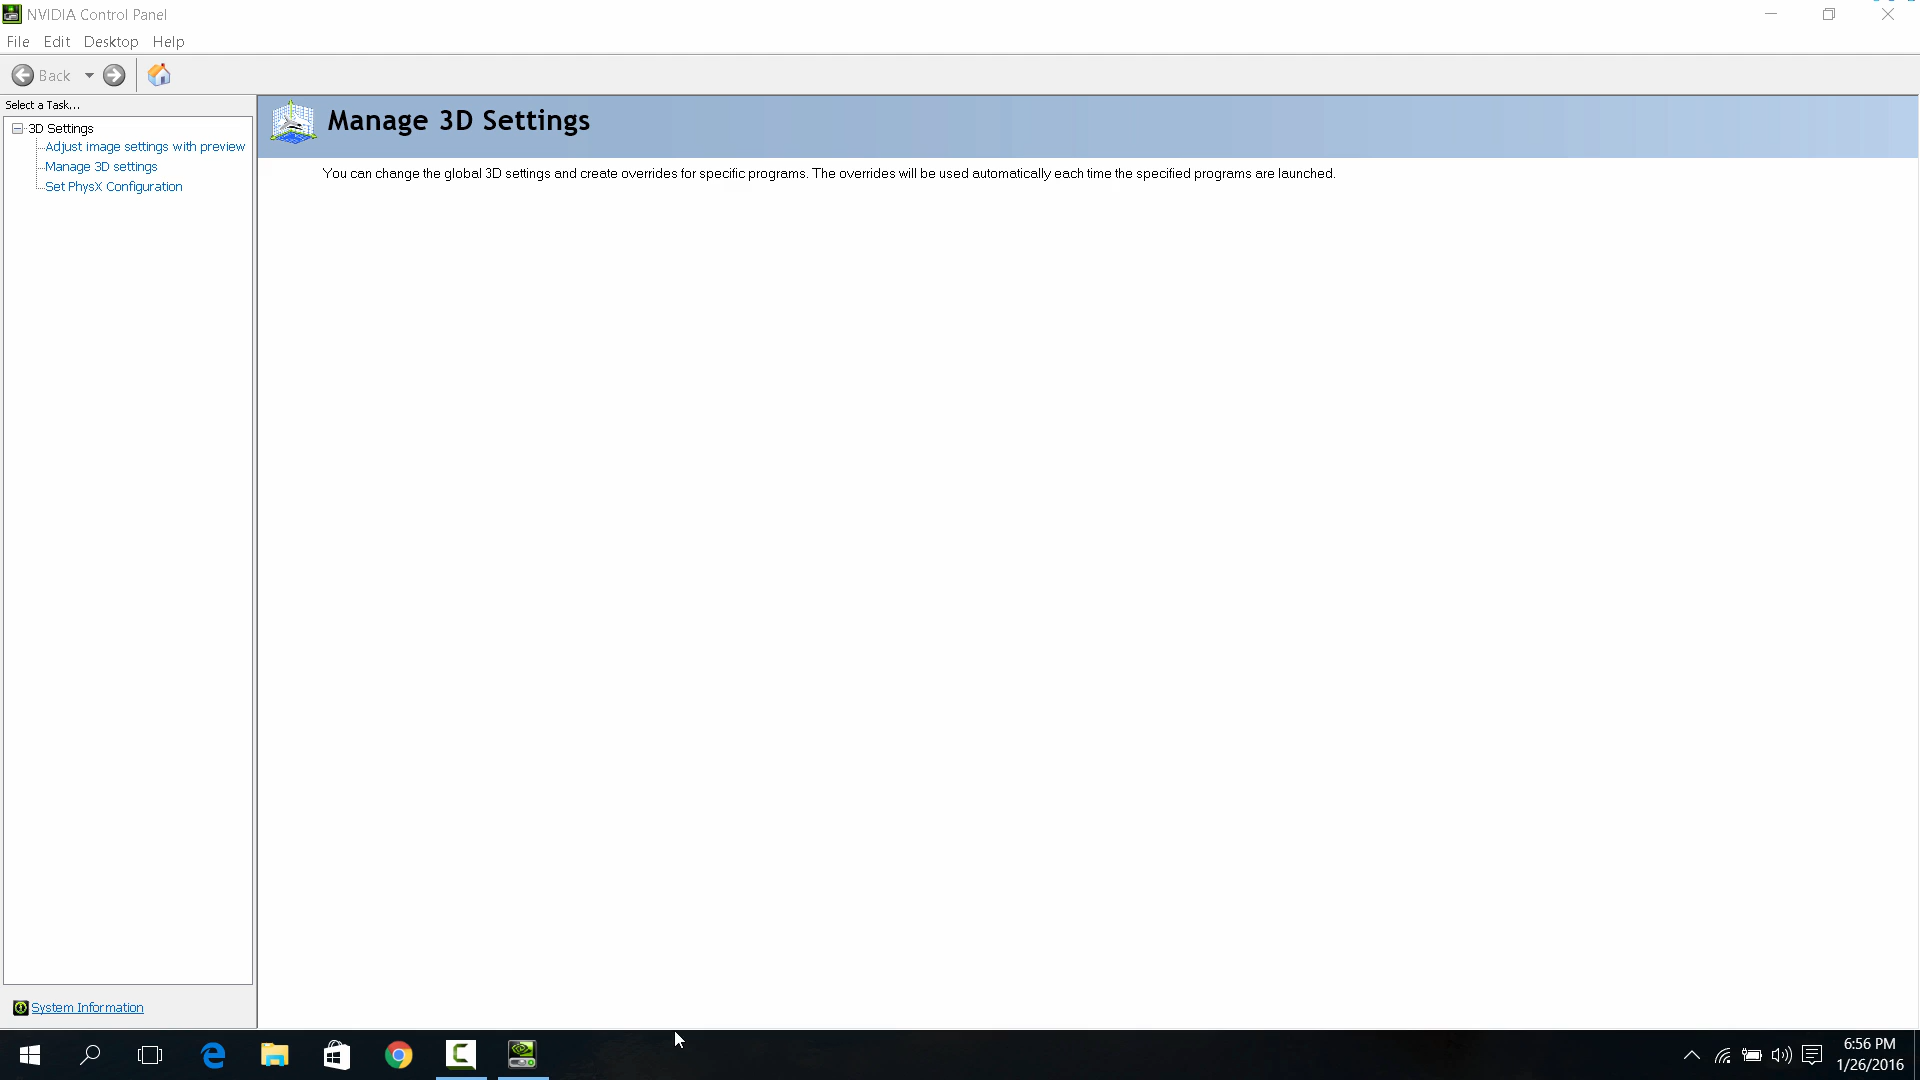 NVIDIA Control Panel
File Edit Desktop Help
Back
Select a Task...
3D Settings
Adjust image settings with preview
Manage 3D settings
Set PhysX Configuration
System Information
Manage 3D Settings
You can change the global 3D settings and create overrides for specific programs. The overrides will be used automatically each time the specified programs are launched.
6:56 PM
1/26/2016